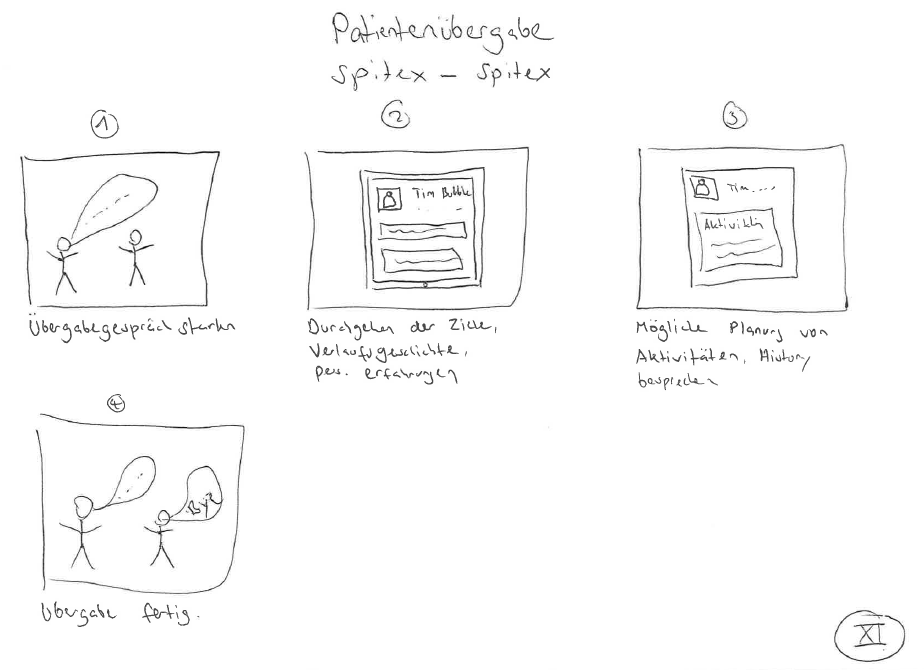 Patientenübergabe
Spitex – Spitex
1
2
3
Tim Bubble
Tim....
Aktivitäten
Übergabegespräch starten
Durchgehen der Ziele,
Verlaufsgeschichte,
pers. erfahrungen
Mögliche Planung von
Aktivitäten, History
besprechen
4
Bye
Übergabe fertig.
XI